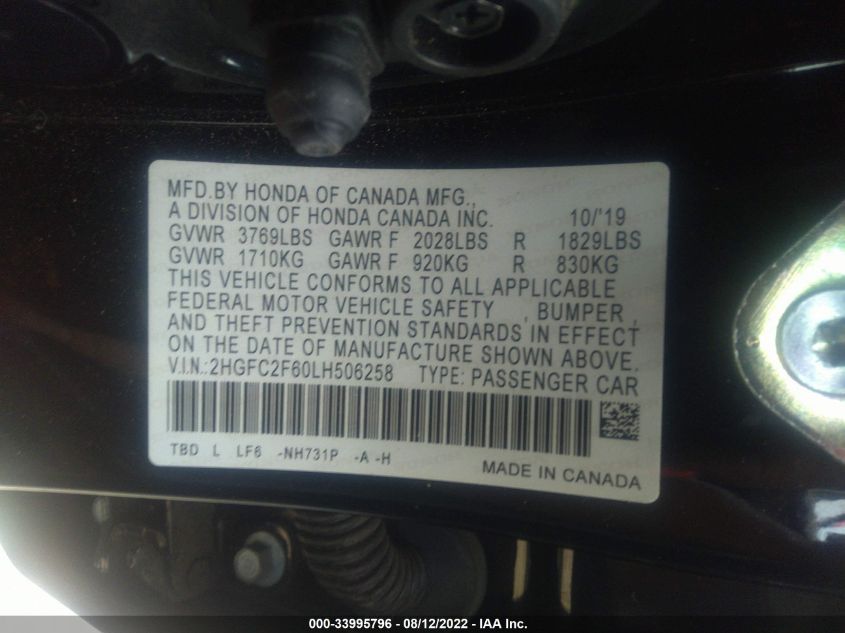 MFD.BY HONDA OF CANADA MFG.,
A DIVISION OF HONDA CANADA INC. 10/'19
GVWR 3769LBS GAWR F 2028LBS R 1829LBS
GVWR 1710KG GAWR F 920KG R 830KG
THIS VEHICLE CONFORMS TO ALL APPLICABLE
FEDERAL MOTOR VEHICLE SAFETY , BUMPER ,
AND THEFT PREVENTION STANDARDS IN EFFECT
ON THE DATE OF MANUFACTURE SHOWN ABOVE.
V.I.N.:2HGFC2F60LH506258 TYPE: PASSENGER CAR
TBD L LF6 -NH731P -A -H
MADE IN CANADA
000-33995796 - 08/12/2022 - IAA Inc.